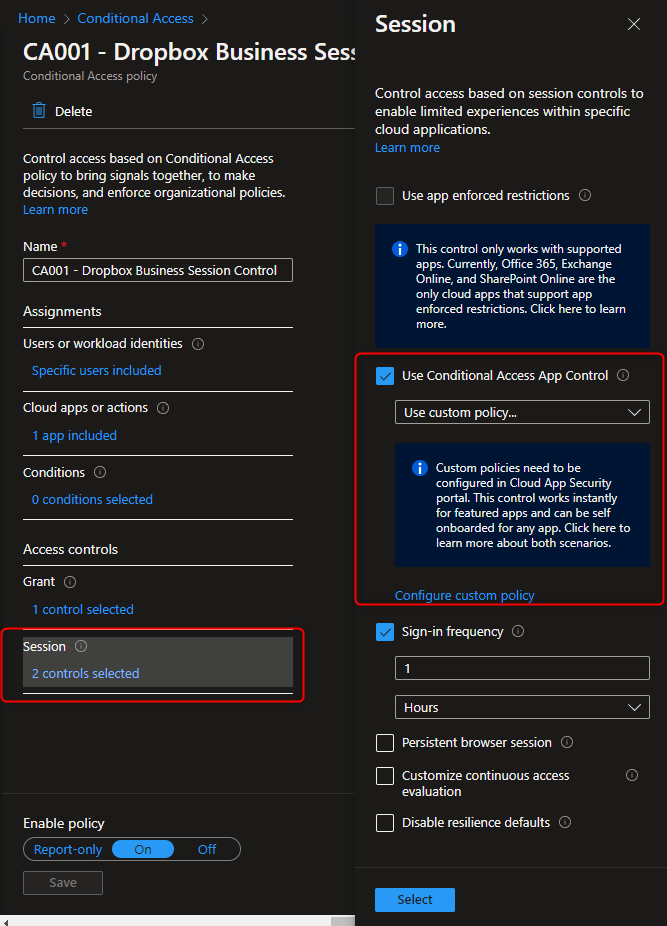 Home > Conditional Access >
CA001 - Dropbox Business Ses
Conditional Access policy
Delete
Control access based on Conditional Access
policy to bring signals together, to make
decisions, and enforce organizational policies.
Learn more
Name *
CA001 - Dropbox Business Session Control
Assignments
Users or workload identities
Specific users included
Cloud apps or actions
1 app included
Conditions
0 conditions selected
Access controls
Grant
1 control selected
Session
2 controls selected
Enable policy
Report-only On Off
Save
Session
Control access based on session controls to
enable limited experiences within specific
cloud applications.
Learn more
Use app enforced restrictions
This control only works with supported
apps. Currently, Office 365, Exchange
Online, and SharePoint Online are the
only cloud apps that support app
enforced restrictions. Click here to learn
more.
Use Conditional Access App Control
Use custom policy...
Custom policies need to be
configured in Cloud App Security
portal. This control works instantly
for featured apps and can be self
onboarded for any app. Click here to
learn more about both scenarios.
Configure custom policy
Sign-in frequency
1
Hours
Persistent browser session
Customize continuous access
evaluation
Disable resilience defaults
Select